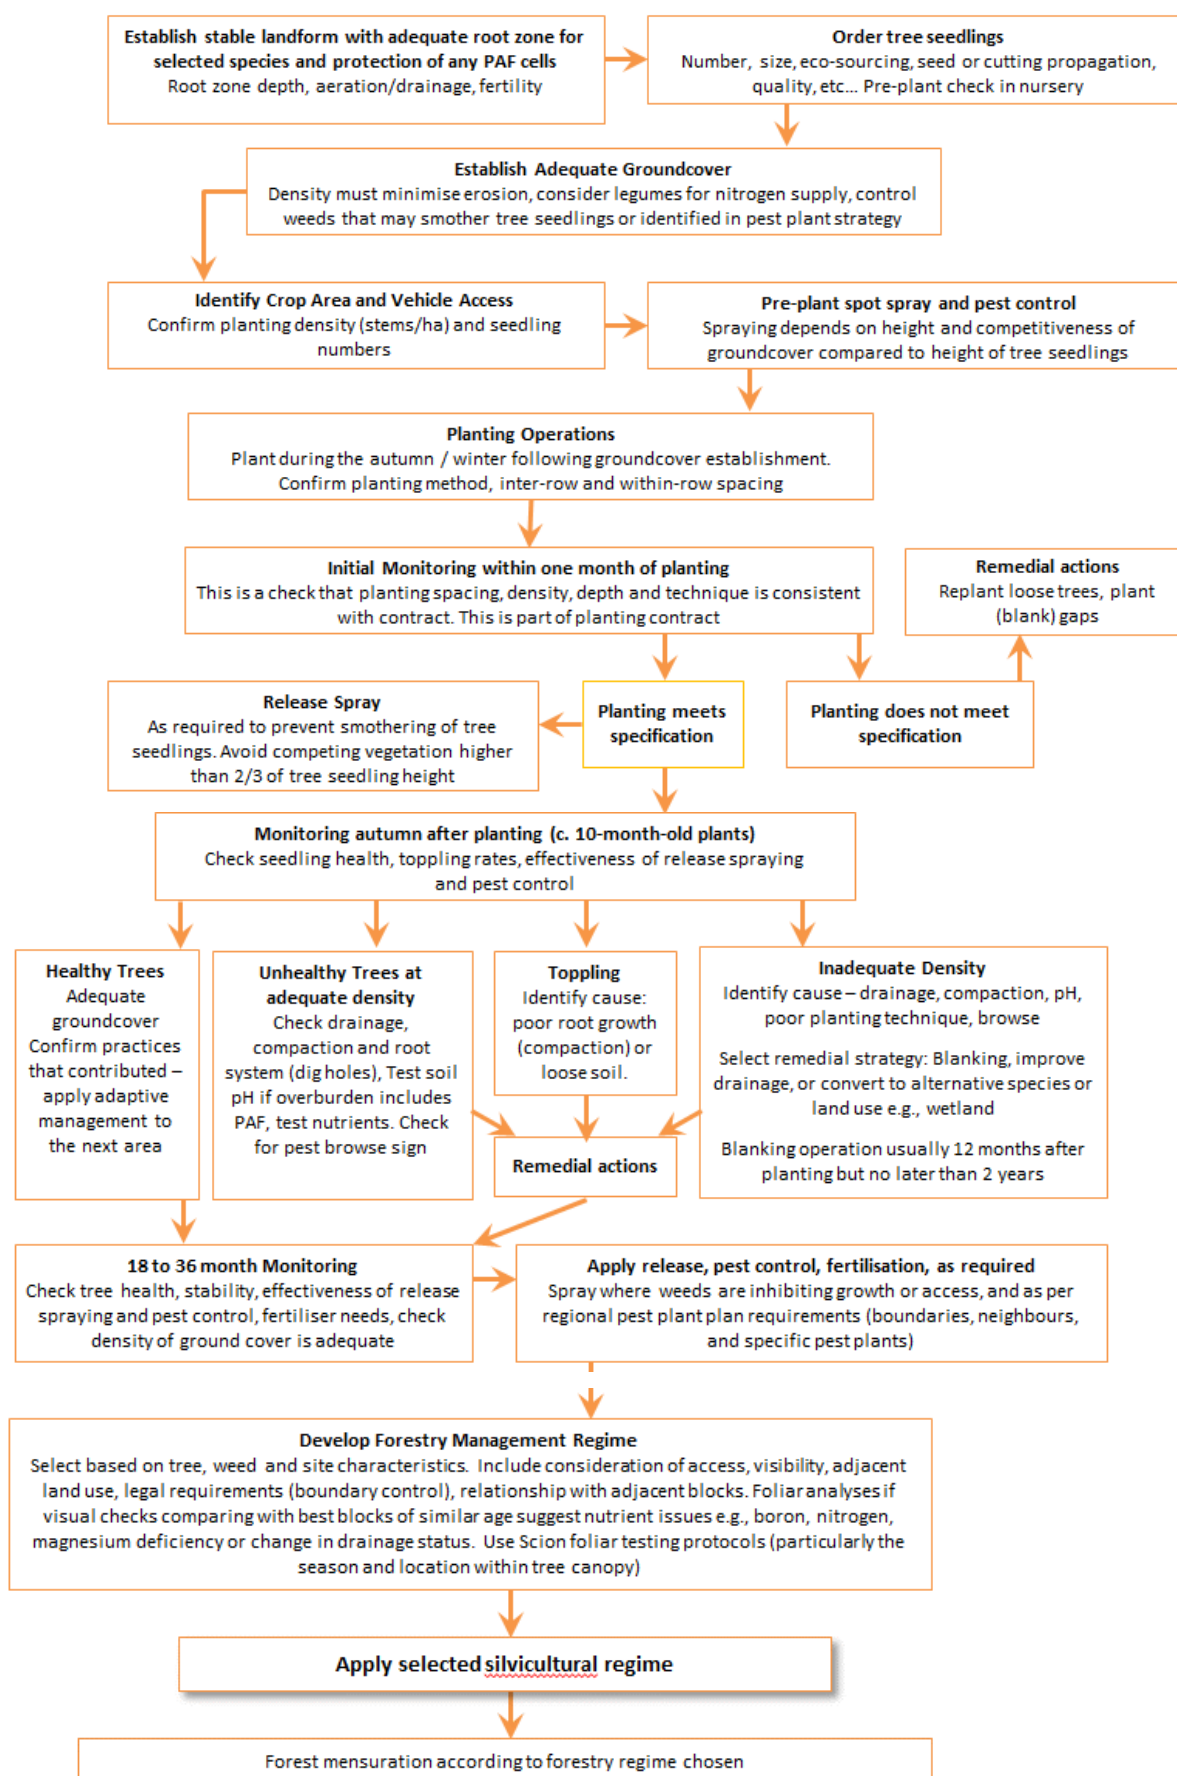 Establish stable landform with adequate root zone for
selected species and protection of any PAF cells
Root zone depth, aeration/drainage, fertility
Order tree seedlings
Number, size, eco-sourcing, seed or cutting propagation,
quality, etc... Pre-plant check in nursery
Establish Adequate Groundcover
Density must minimise erosion, consider legumes for nitrogen supply, control
weeds that may smother tree seedlings or identified in pest plant strategy
Identify Crop Area and Vehicle Access
Confirm planting density (stems/ha) and seedling
numbers
Pre-plant spot spray and pest control
Spraying depends on height and competitiveness of
groundcover compared to height of tree seedlings
Planting Operations
Plant during the autumn / winter following groundcover establishment.
Confirm planting method, inter-row and within-row spacing
Initial Monitoring within one month of planting
This is a check that planting spacing, density, depth and technique is consistent
with contract. This is part of planting contract
Remedial actions
Replant loose trees, plant
(blank) gaps
Release Spray
As required to prevent smothering of tree
seedlings. Avoid competing vegetation higher
than 2/3 of tree seedling height
Planting meets
specification
Planting does not meet
specification
Monitoring autumn after planting (c. 10-month-old plants)
Check seedling health, toppling rates, effectiveness of release spraying
and pest control
Healthy Trees
Adequate
groundcover
Confirm practices
that contributed –
apply adaptive
management to
the next area
Unhealthy Trees at
adequate density
Check drainage,
compaction and root
system (dig holes), Test soil
pH if overburden includes
PAF, test nutrients. Check
for pest browse sign
Toppling
Identify cause:
poor root growth
(compaction) or
loose soil.
Inadequate Density
Identify cause – drainage, compaction, pH,
poor planting technique, browse
Select remedial strategy: Blanking, improve
drainage, or convert to alternative species or
land use e.g., wetland
Blanking operation usually 12 months after
planting but no later than 2 years
Remedial actions
18 to 36 month Monitoring
Check tree health, stability, effectiveness of release
spraying and pest control, fertiliser needs, check
density of ground cover is adequate
Apply release, pest control, fertilisation, as required
Spray where weeds are inhibiting growth or access, and as per
regional pest plant plan requirements (boundaries, neighbours,
and specific pest plants)
Develop Forestry Management Regime
Select based on tree, weed and site characteristics. Include consideration of access, visibility, adjacent
land use, legal requirements (boundary control), relationship with adjacent blocks. Foliar analyses if
visual checks comparing with best blocks of similar age suggest nutrient issues e.g., boron, nitrogen,
magnesium deficiency or change in drainage status. Use Scion foliar testing protocols (particularly the
season and location within tree canopy)
Apply selected silvicultural regime
Forest mensuration according to forestry regime chosen